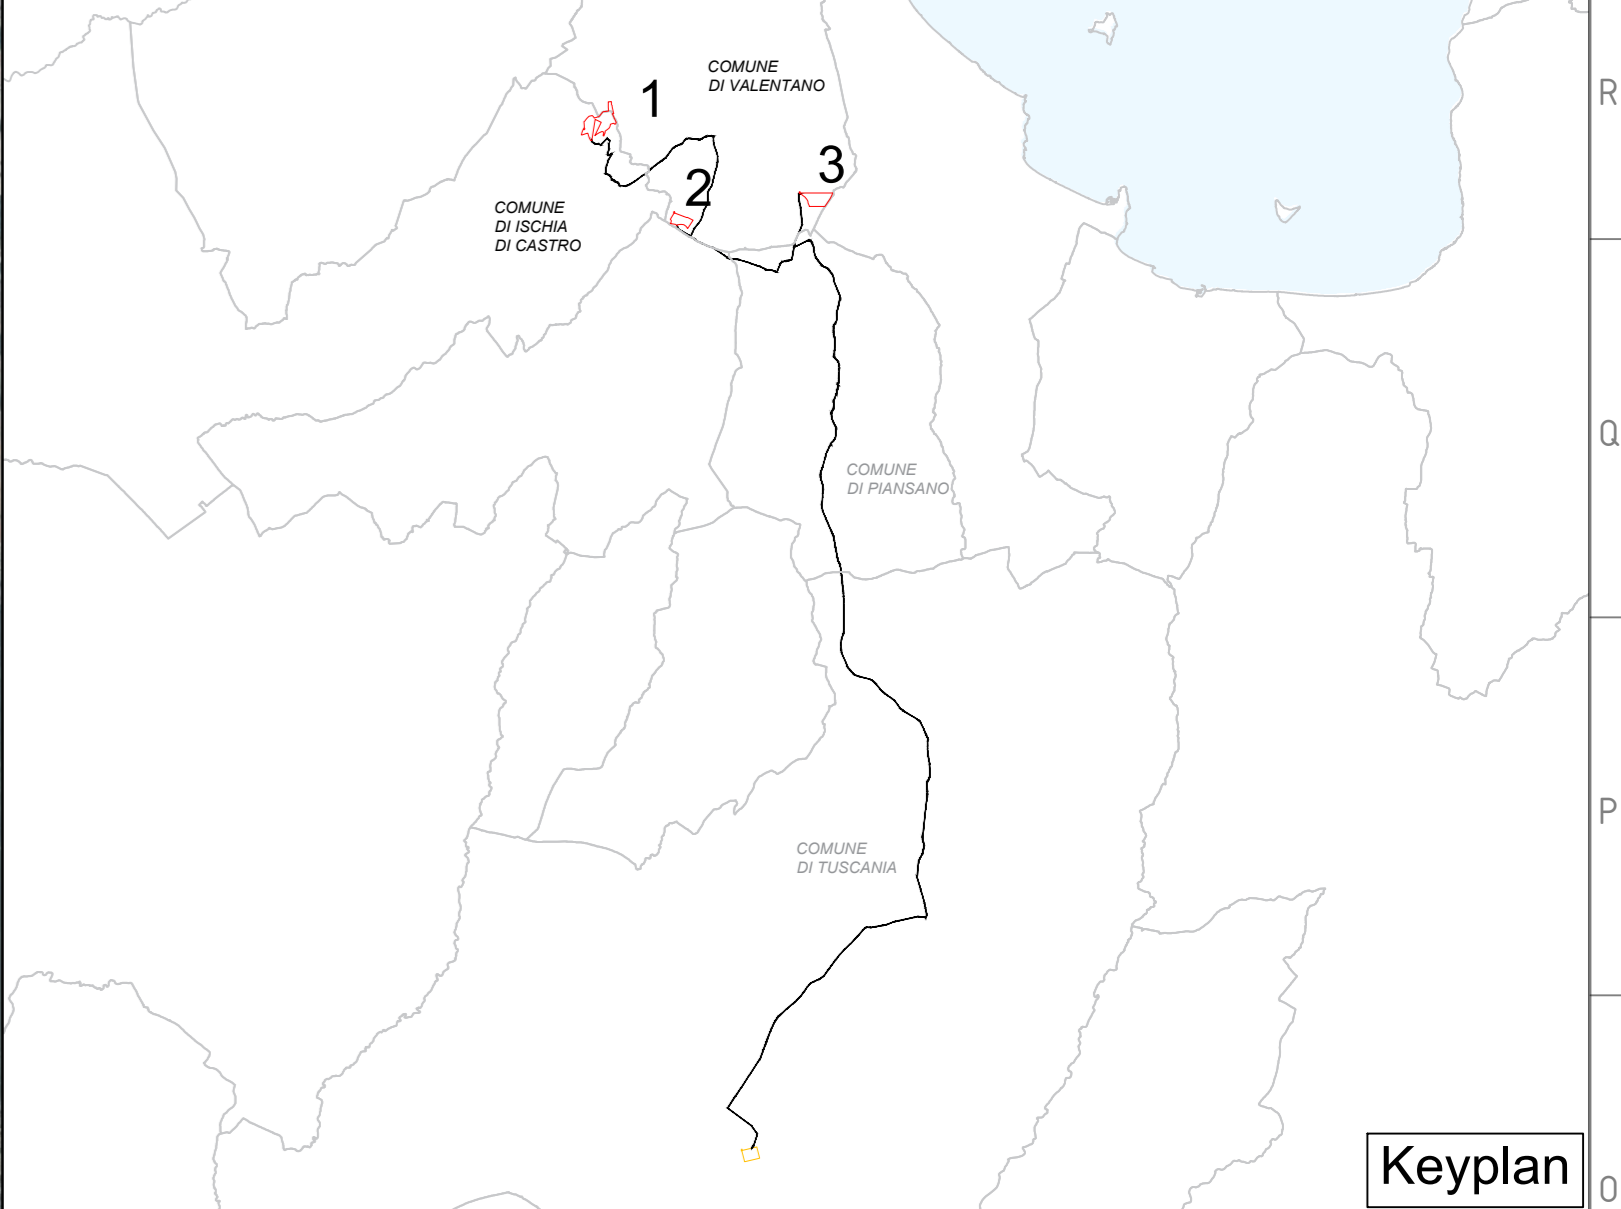 COMUNE
DI VALENTANO
R
1
3
2
COMUNE
DI ISCHIA
DI CASTRO
Q
COMUNE
DI PIANSANO
P
COMUNE
DI TUSCANIA
Keyplan
O